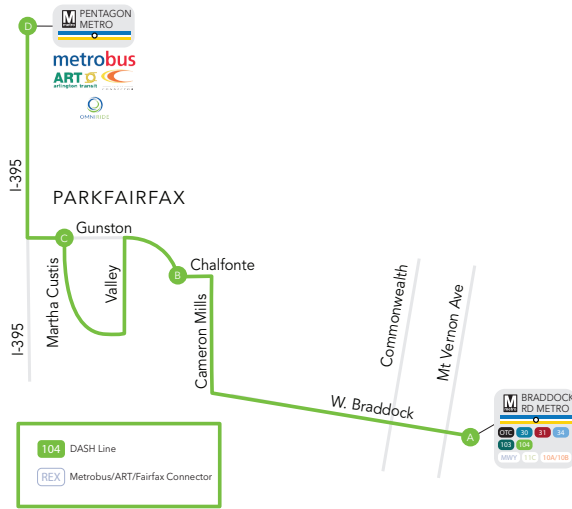 D
M
PENTAGON
METRO
metrobus
ART
arlington transit
OMNIRIDE
I-395
PARKFAIRFAX
C
Gunston
Martha Custis
Valley
B
Chalfonte
Cameron Mills
I-395
Commonwealth
Mt Vernon Ave
W. Braddock
A
M
BRADDOCK
RD METRO
OTC 30 31 34
103 104
MWY 11C 10A/10B
104 DASH Line
REX Metrobus/ART/Fairfax Connector